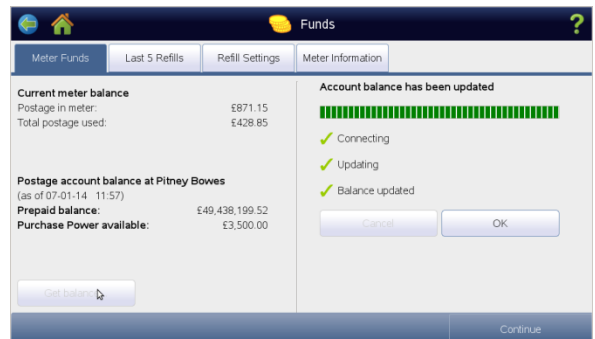 Funds
?
Meter Funds
Last 5 Refills
Refill Settings
Meter Information
Current meter balance
Postage in meter: £871.15
Total postage used: £428.85
Postage account balance at Pitney Bowes
(as of 07-01-14 11:57)
Prepaid balance: £49,438,199.52
Purchase Power available: £3,500.00
Get balance
Account balance has been updated
Connecting
Updating
Balance updated
Cancel
OK
Continue